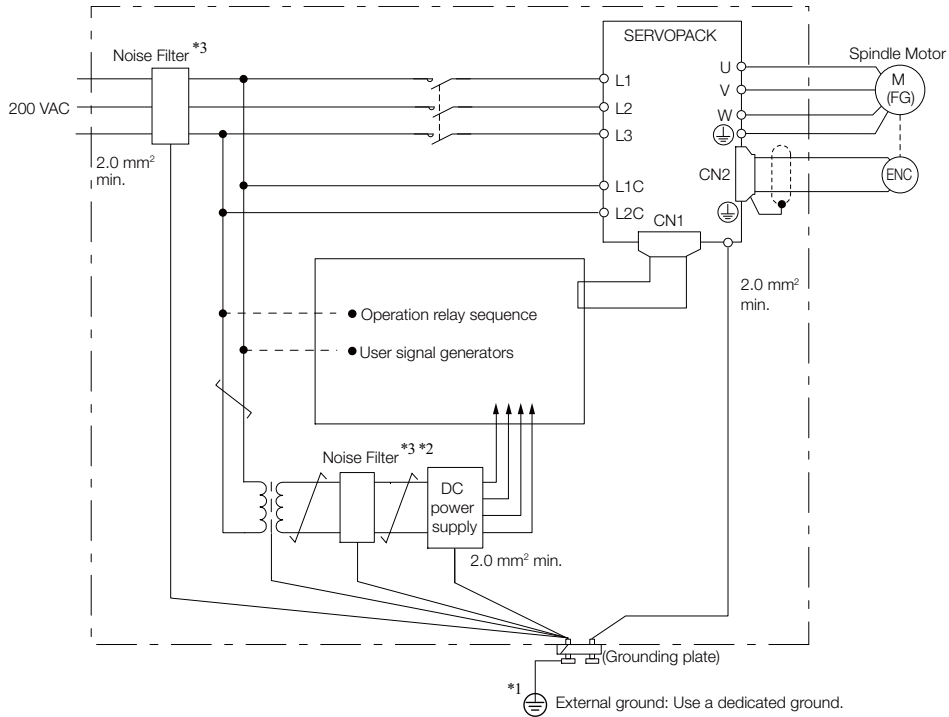 SERVOPACK
Noise Filter *3
Spindle Motor
U
M
(FG)
L1
V
200 VAC
L2
W
L3
2.0 mm²
min.
CN2
ENC
L1C
L2C
CN1
2.0 mm²
min.
Operation relay sequence
User signal generators
Noise Filter *3 *2
DC
power
supply
2.0 mm² min.
(Grounding plate)
*1
External ground: Use a dedicated ground.